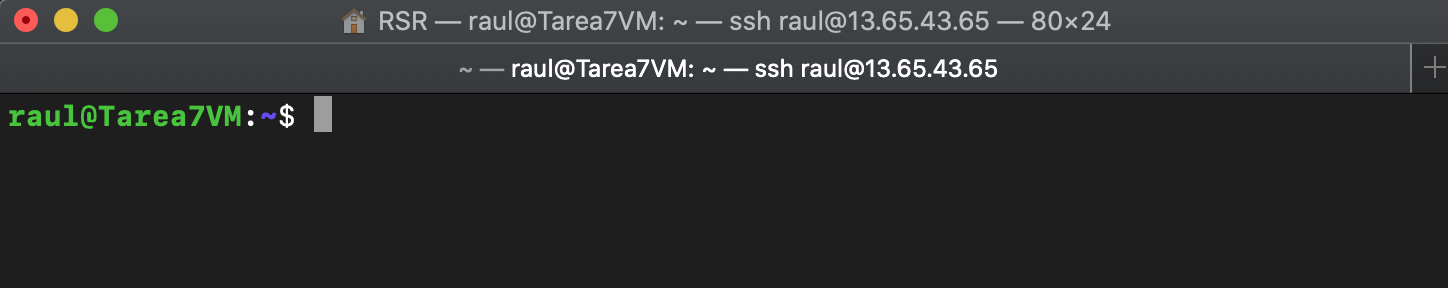 RSR — raul@Tarea7VM: ~ — ssh raul@13.65.43.65 — 80×24
~ — raul@Tarea7VM: ~ — ssh raul@13.65.43.65
raul@Tarea7VM:~$